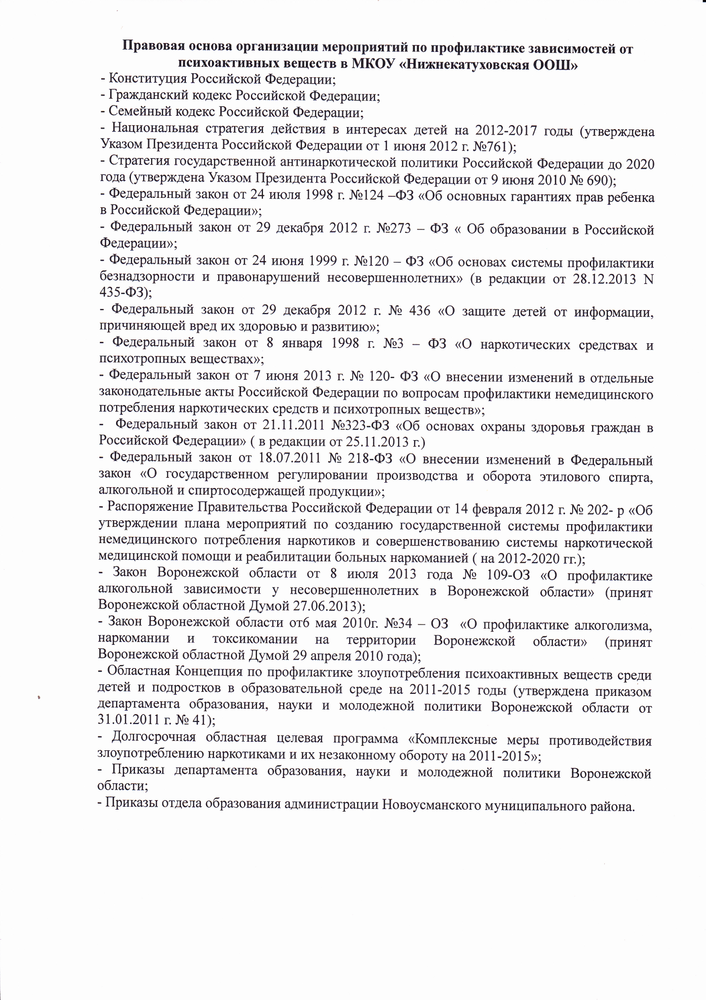 Правовая основа организации мероприятий по профилактике зависимостей от
психоактивных веществ в МКОУ «Нижнекатуховская ООШ»
- Конституция Российской Федерации;
- Гражданский кодекс Российской Федерации;
- Семейный кодекс Российской Федерации;
- Национальная стратегия действия в интересах детей на 2012-2017 годы (утверждена
Указом Президента Российской Федерации от 1 июня 2012 г. №761);
- Стратегия государственной антинаркотической политики Российской Федерации до 2020
года (утверждена Указом Президента Российской Федерации от 9 июня 2010 № 690);
- Федеральный закон от 24 июля 1998 г. №124 –ФЗ «Об основных гарантиях прав ребенка
в Российской Федерации»;
- Федеральный закон от 29 декабря 2012 г. №273 – ФЗ « Об образовании в Российской
Федерации»;
- Федеральный закон от 24 июня 1999 г. №120 – ФЗ «Об основах системы профилактики
безнадзорности и правонарушений несовершеннолетних» (в редакции от 28.12.2013 N
435-ФЗ);
- Федеральный закон от 29 декабря 2012 г. № 436 «О защите детей от информации,
причиняющей вред их здоровью и развитию»;
- Федеральный закон от 8 января 1998 г. №3 – ФЗ «О наркотических средствах и
психотропных веществах»;
- Федеральный закон от 7 июня 2013 г. № 120- ФЗ «О внесении изменений в отдельные
законодательные акты Российской Федерации по вопросам профилактики немедицинского
потребления наркотических средств и психотропных веществ»;
- Федеральный закон от 21.11.2011 №323-ФЗ «Об основах охраны здоровья граждан в
Российской Федерации» ( в редакции от 25.11.2013 г.)
- Федеральный закон от 18.07.2011 № 218-ФЗ «О внесении изменений в Федеральный
закон «О государственном регулировании производства и оборота этилового спирта,
алкогольной и спиртосодержащей продукции»;
- Распоряжение Правительства Российской Федерации от 14 февраля 2012 г. № 202- р «Об
утверждении плана мероприятий по созданию государственной системы профилактики
немедицинского потребления наркотиков и совершенствованию системы наркотической
медицинской помощи и реабилитации больных наркоманией ( на 2012-2020 гг.);
- Закон Воронежской области от 8 июля 2013 года № 109-ОЗ «О профилактике
алкогольной зависимости у несовершеннолетних в Воронежской области» (принят
Воронежской областной Думой 27.06.2013);
- Закон Воронежской области от6 мая 2010г. №34 – ОЗ «О профилактике алкоголизма,
наркомании и токсикомании на территории Воронежской области» (принят
Воронежской областной Думой 29 апреля 2010 года);
- Областная Концепция по профилактике злоупотребления психоактивных веществ среди
детей и подростков в образовательной среде на 2011-2015 годы (утверждена приказом
департамента образования, науки и молодежной политики Воронежской области от
31.01.2011 г. № 41);
- Долгосрочная областная целевая программа «Комплексные меры противодействия
злоупотреблению наркотиками и их незаконному обороту на 2011-2015»;
- Приказы департамента образования, науки и молодежной политики Воронежской
области;
- Приказы отдела образования администрации Новоусманского муниципального района.